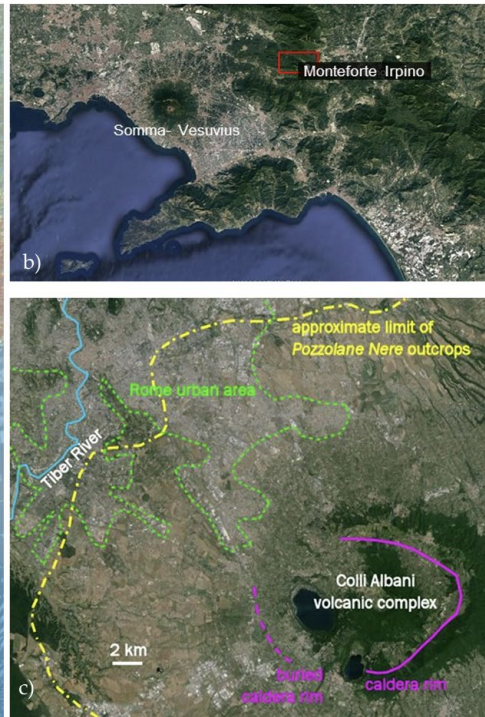 Monteforte Irpino
Somma- Vesuvius
b)
approximate limit of
Pozzolane Nere outcrops
Rome urban area
Tiber River
Colli Albani
volcanic complex
2 km
buried
caldera rim
caldera rim
c)